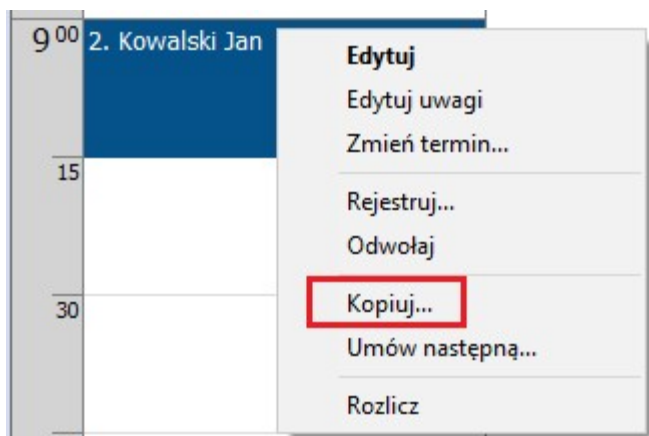 9 00 2. Kowalski Jan
Edytuj
Edytuj uwagi
Zmień termin...
15
Rejestruj...
Odwołaj
30
Kopiuj...
Umów następną...
Rozlicz